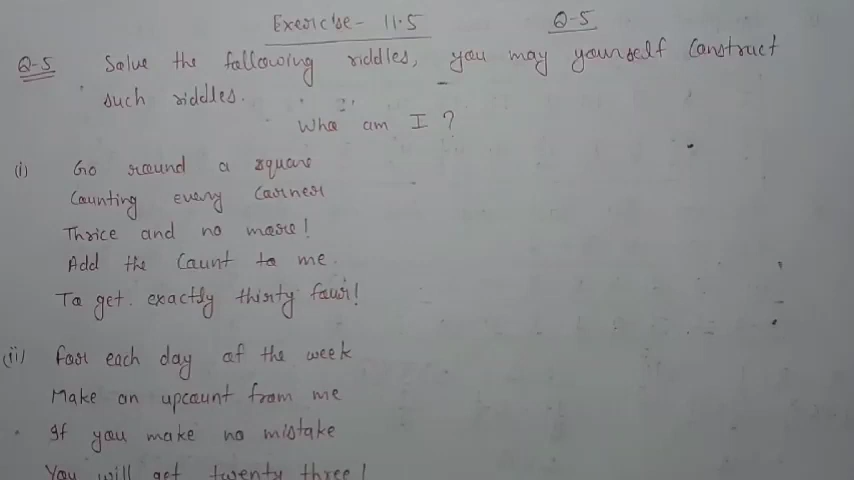 Exercise- 11.5 Q-5
Q-5 Solve the following riddles, you may yourself construct
such riddles.
Who am I ?
(i) Go round a square
Counting every corner
Thrice and no more!
Add the count to me.
To get exactly thirty four!
(ii) For each day of the week
Make an upcount from me
If you make no mistake
You will get twenty three!